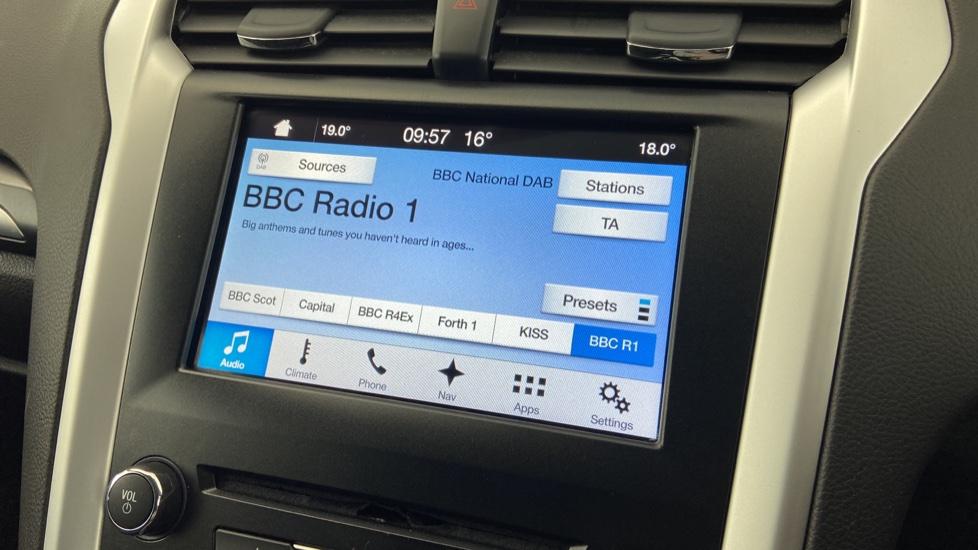 19.0° 09:57 16° 18.0°
DAB Sources BBC National DAB Stations
BBC Radio 1 TA
Big anthems and tunes you haven't heard in ages...
Presets
BBC Scot Capital BBC R4Ex Forth 1 KISS BBC R1
Audio Climate Phone Nav Apps Settings
VOL